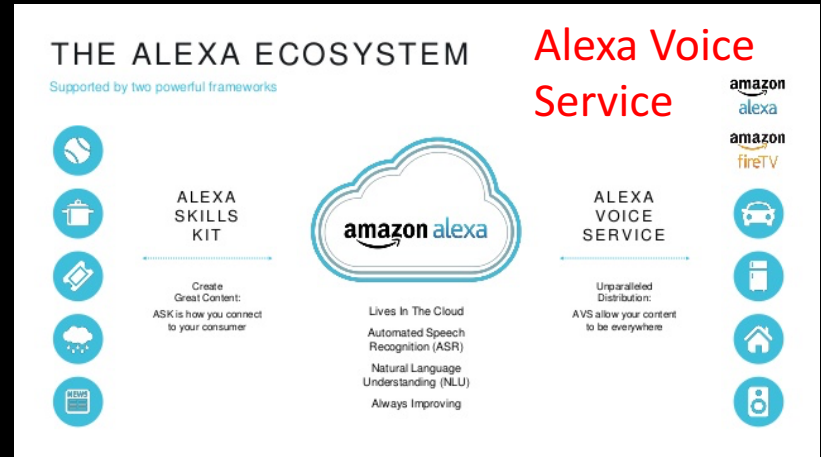 THE ALEXA ECOSYSTEM
Supported by two powerful frameworks
Alexa Voice
Service
amazon
alexa
amazon
fireTV
ALEXA
SKILLS
KIT
Create
Great Content:
ASK is how you connect
to your consumer
amazon alexa
Lives In The Cloud
Automated Speech
Recognition (ASR)
Natural Language
Understanding (NLU)
Always Improving
ALEXA
VOICE
SERVICE
Unparalleled
Distribution:
AVS allow your content
to be everywhere
NEWS